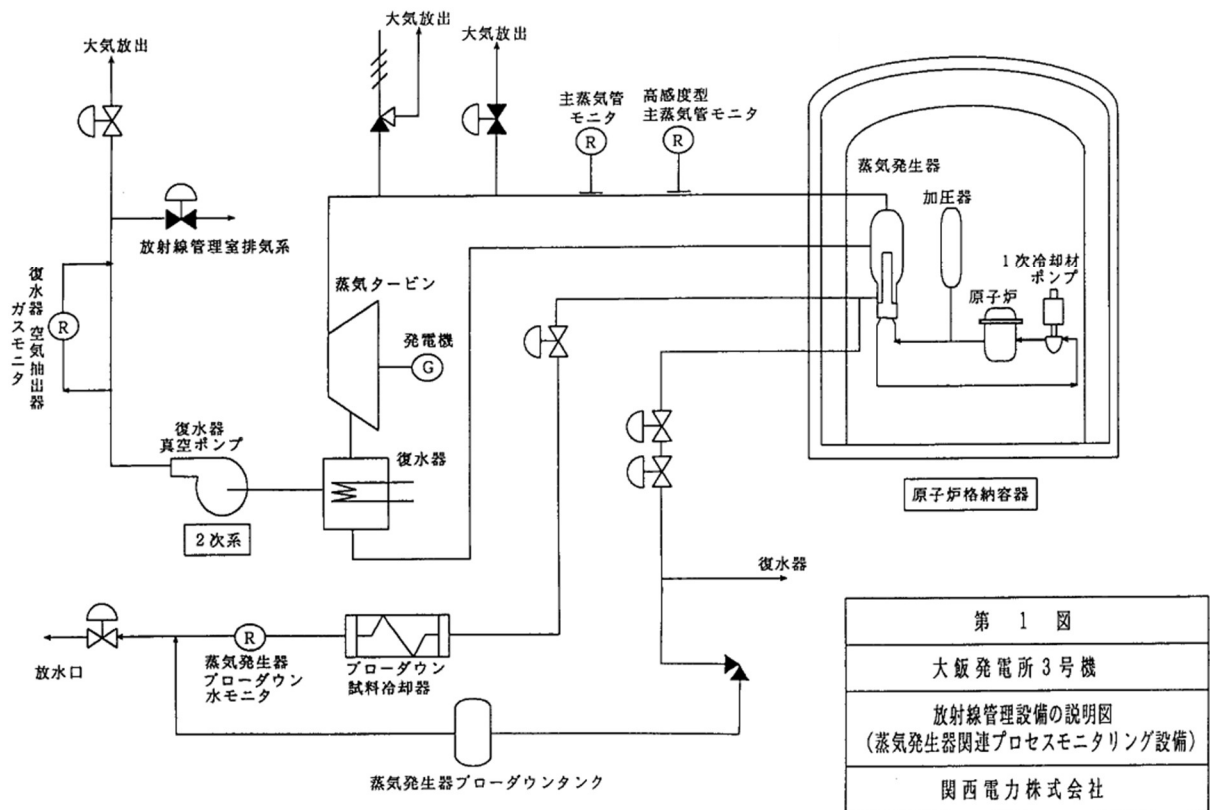 大気放出
大気放出
大気放出
主蒸気管
モニタ
R
高感度型
主蒸気管モニタ
R
蒸気発生器
加圧器
1次冷却材
ポンプ
原子炉
放射線管理室排気系
復水器 空気抽出器
ガスモニタ
R
蒸気タービン
発電機
G
復水器
真空ポンプ
復水器
2次系
原子炉格納容器
復水器
放水口
R
蒸気発生器
ブローダウン
水モニタ
ブローダウン
試料冷却器
蒸気発生器ブローダウンタンク
第 1 図
大飯発電所3号機
放射線管理設備の説明図
(蒸気発生器関連プロセスモニタリング設備)
関西電力株式会社